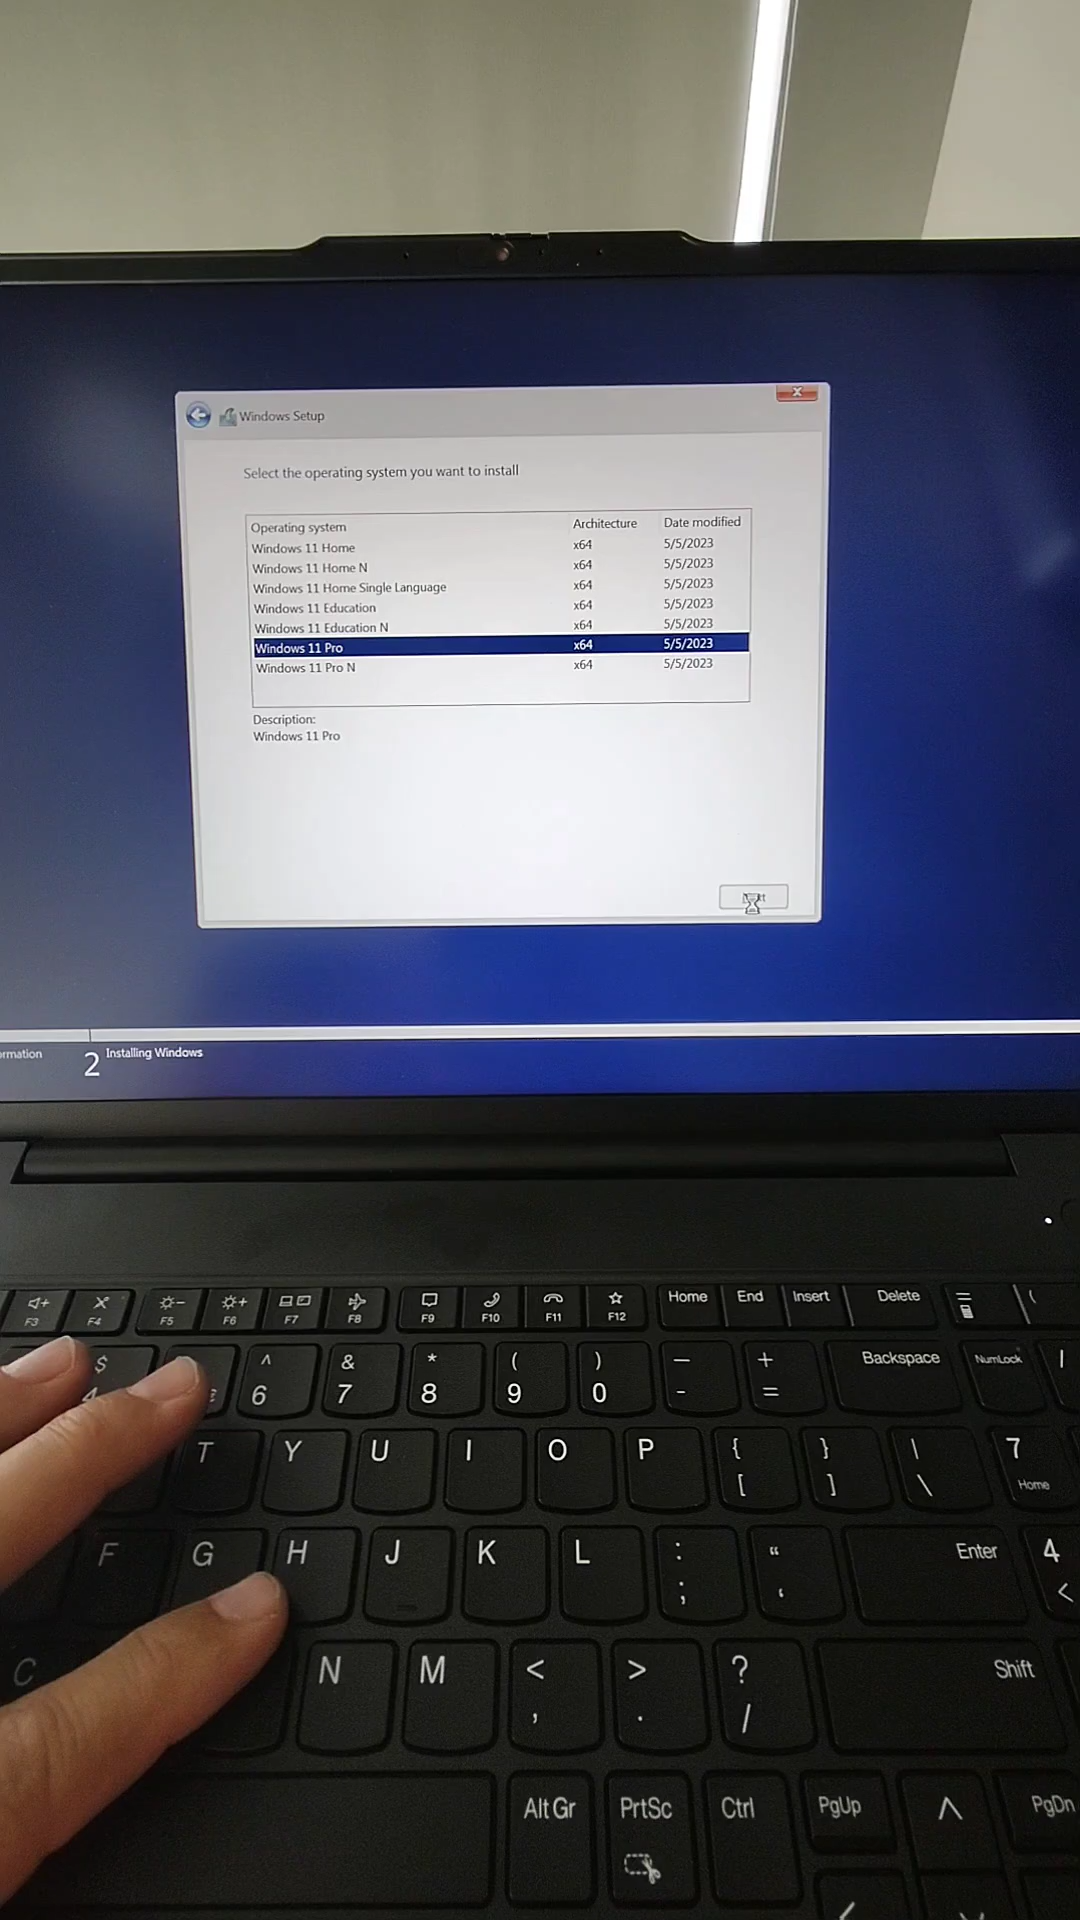 Windows Setup
Select the operating system you want to install
Operating system Architecture Date modified
Windows 11 Home x64 5/5/2023
Windows 11 Home N x64 5/5/2023
Windows 11 Home Single Language x64 5/5/2023
Windows 11 Education x64 5/5/2023
Windows 11 Education N x64 5/5/2023
Windows 11 Pro x64 5/5/2023
Windows 11 Pro N x64 5/5/2023
Description:
Windows 11 Pro
2 Installing Windows
F3 F4 F5 F6 F7 F8 F9 F10 F11 F12 Home End Insert Delete
$ ^ & * ( ) — + Backspace NumLock
4 6 7 8 9 0 - =
T Y U I O P { [ } ] | \ 7 Home
F G H J K L : ; “ ‘ Enter 4 <
C N M < , > . ? / Shift
Alt Gr PrtSc Ctrl PgUp PgDn